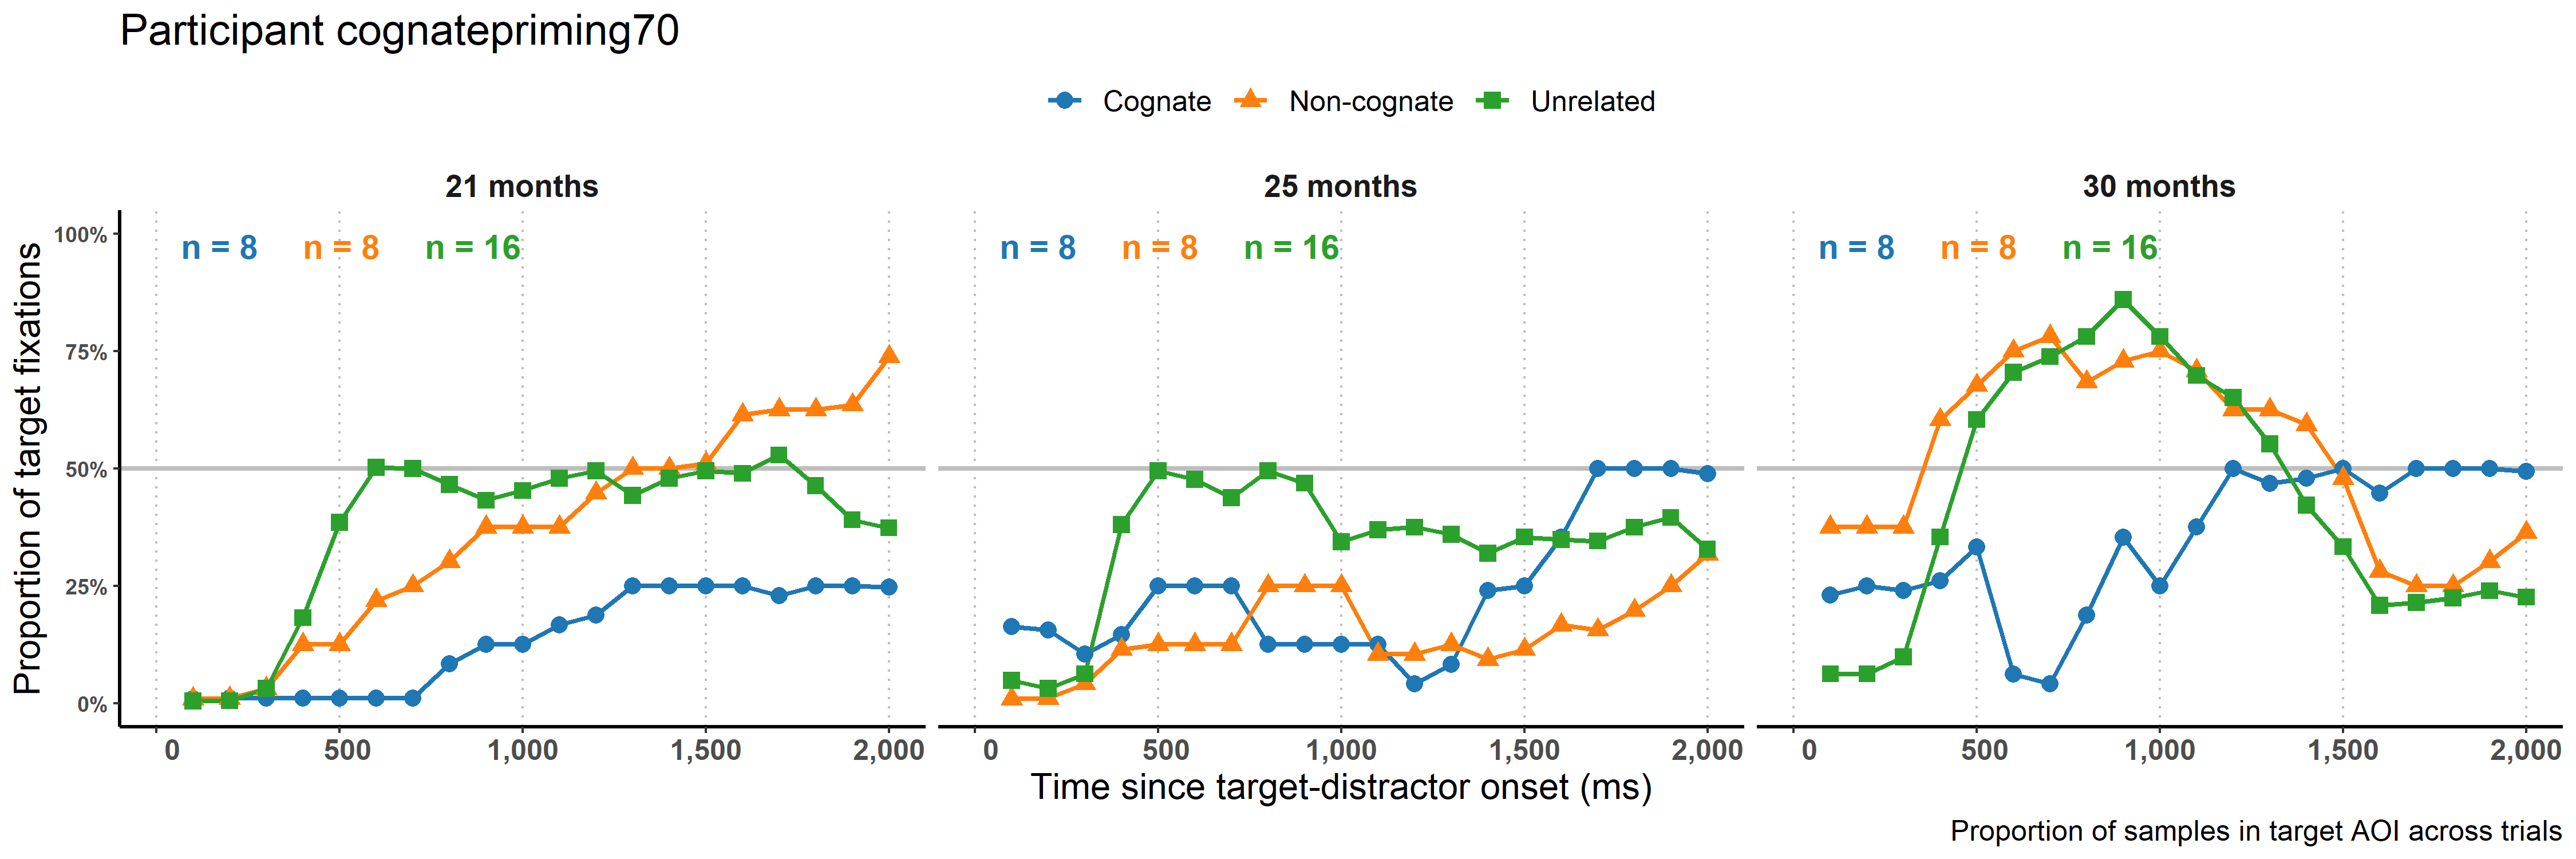 Participant cognatepriming70
Cognate Non-cognate Unrelated
21 months 25 months 30 months
n = 8 n = 8 n = 16 n = 8 n = 8 n = 16 n = 8 n = 8 n = 16
100%
75%
50%
25%
0%
Proportion of target fixations
0 500 1,000 1,500 2,000 0 500 1,000 1,500 2,000 0 500 1,000 1,500 2,000
Time since target-distractor onset (ms)
Proportion of samples in target AOI across trials